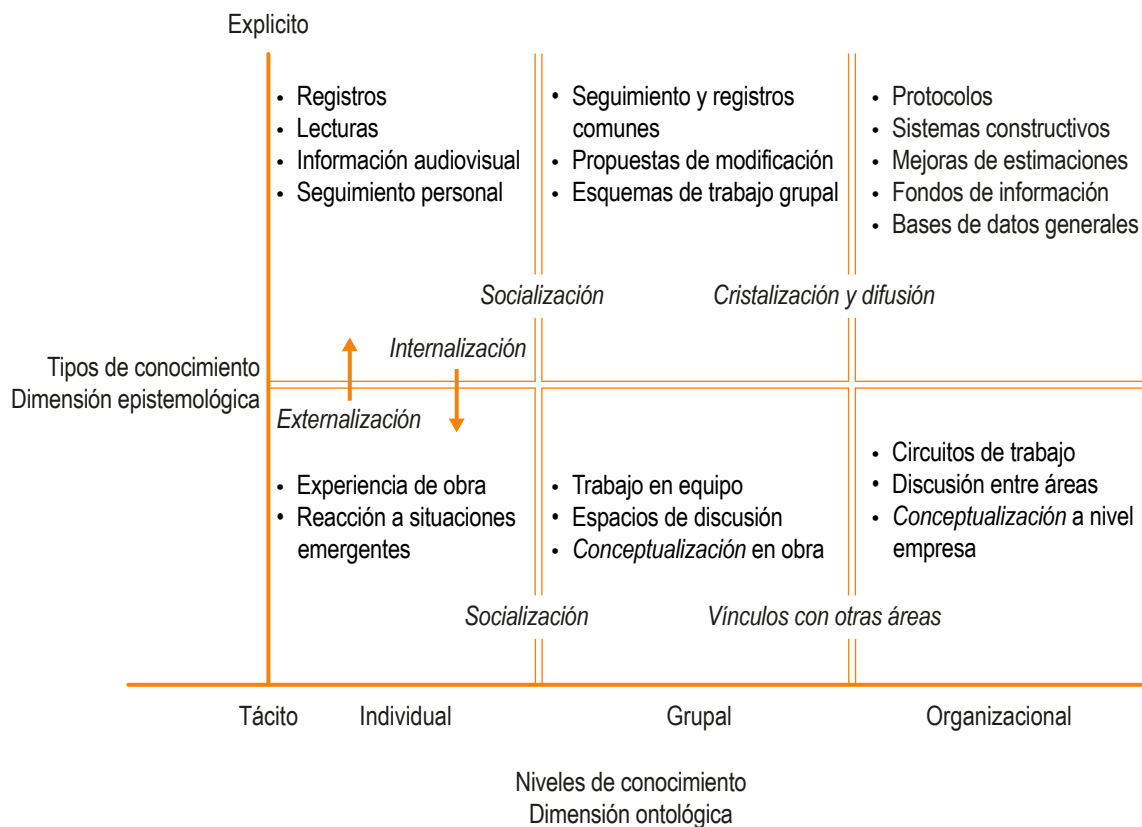 Explicito
• Registros
• Lecturas
• Información audiovisual
• Seguimiento personal
• Seguimiento y registros
comunes
• Propuestas de modificación
• Esquemas de trabajo grupal
• Protocolos
• Sistemas constructivos
• Mejoras de estimaciones
• Fondos de información
• Bases de datos generales
Socialización
Cristalización y difusión
Internalización
Tipos de conocimiento
Dimensión epistemológica
Externalización
• Experiencia de obra
• Reacción a situaciones
emergentes
• Trabajo en equipo
• Espacios de discusión
• Conceptualización en obra
• Circuitos de trabajo
• Discusión entre áreas
• Conceptualización a nivel
empresa
Socialización
Vínculos con otras áreas
Tácito
Individual
Grupal
Organizacional
Niveles de conocimiento
Dimensión ontológica